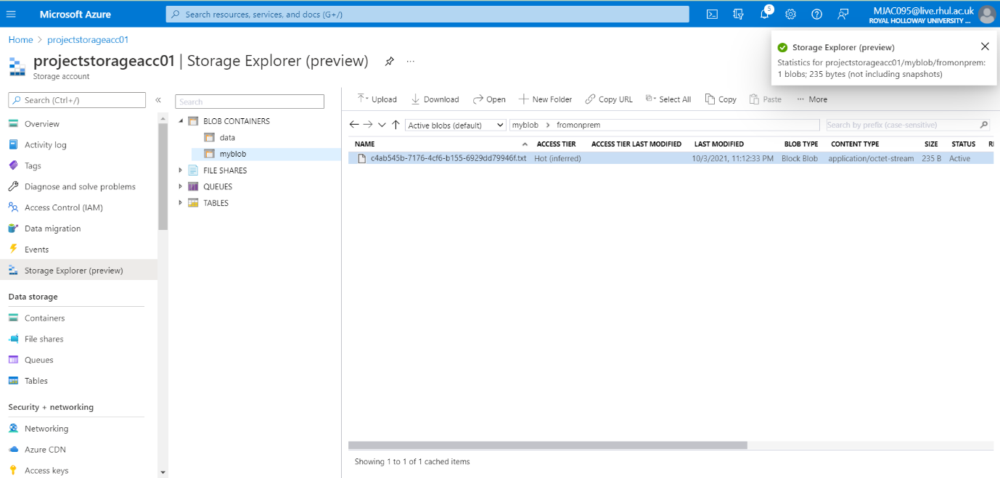 Microsoft Azure
Search resources, services, and docs (G+/)
5
MJAC095@live.rhul.ac.uk
ROYAL HOLLOWAY UNIVERSITY ...
Home > projectstorageacc01
projectstorageacc01 | Storage Explorer (preview) ...
Storage account
Storage Explorer (preview)
Statistics for projectstorageacc01/myblob/fromonprem:
1 blobs; 235 bytes (not including snapshots)
Search (Ctrl+/)
«
Overview
Activity log
Tags
Diagnose and solve problems
Access Control (IAM)
Data migration
Events
Storage Explorer (preview)
Data storage
Containers
File shares
Queues
Tables
Security + networking
Networking
Azure CDN
Access keys
Search
BLOB CONTAINERS
data
myblob
FILE SHARES
QUEUES
TABLES
Upload Download Open New Folder Copy URL Select All Copy Paste ... More
Active blobs (default) myblob > fromonprem Search by prefix (case-sensitive)
NAME ACCESS TIER ACCESS TIER LAST MODIFIED LAST MODIFIED BLOB TYPE CONTENT TYPE SIZE STATUS
c4ab545b-7176-4cf6-b155-6929dd79946f.txt Hot (inferred) 10/3/2021, 11:12:33 PM Block Blob application/octet-stream 235 B Active
Showing 1 to 1 of 1 cached items